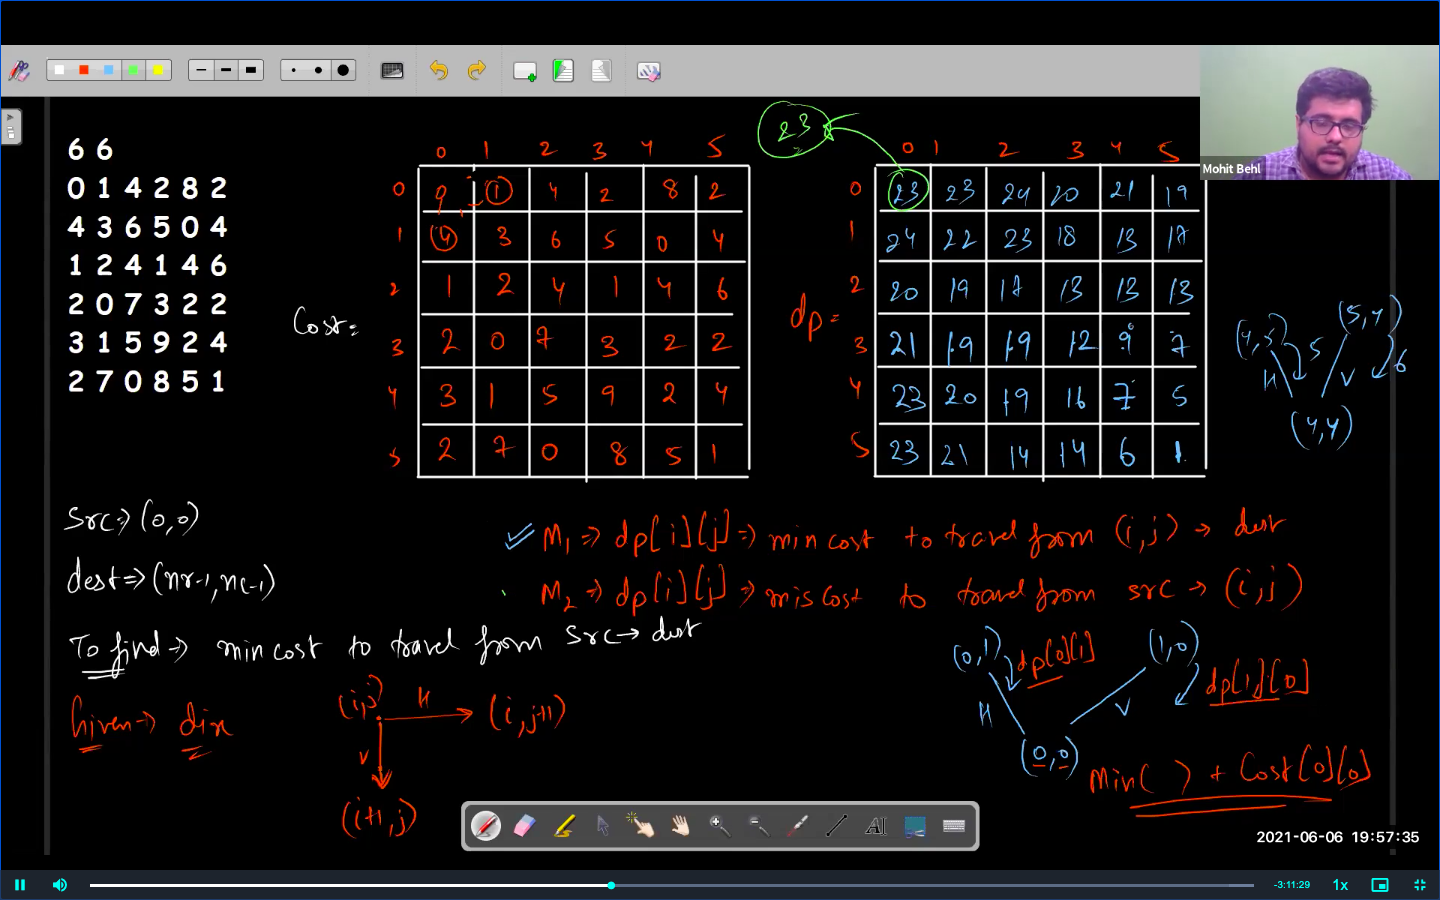 Mohit Behl
6 6
0 1 4 2 8 2
4 3 6 5 0 4
1 2 4 1 4 6
2 0 7 3 2 2
3 1 5 9 2 4
2 7 0 8 5 1
Cost=
0 1 2 3 4 5
0 0 1 4 2 8 2
1 4 3 6 5 0 4
2 1 2 4 1 4 6
3 2 0 7 3 2 2
4 3 1 5 9 2 4
5 2 7 0 8 5 1
23
dp=
0 1 2 3 4 5
0 23 23 24 20 21 19
1 24 22 23 18 13 17
2 20 19 17 13 13 13
3 21 19 19 12 9 7
4 23 20 19 16 7 5
5 23 21 14 14 6 1
(4,5) (5,4)
5 6
H V
(4,4)
Src => (0,0)
dest => (nr-1, nc-1)
To find => min cost to travel from src → dest
Given → dir
(i,j) H (i, j+1)
V
(i+1, j)
M1 => dp[i][j] => min cost to travel from (i,j) → dest
M2 => dp[i][j] => mis cost to travel from src → (i,j)
(0,1) dp[0][1] (1,0) dp[1][0]
H V
(0,0)
Min( ) + Cost[0][0]
AI
2021-06-06 19:57:35
-3:11:29 1x